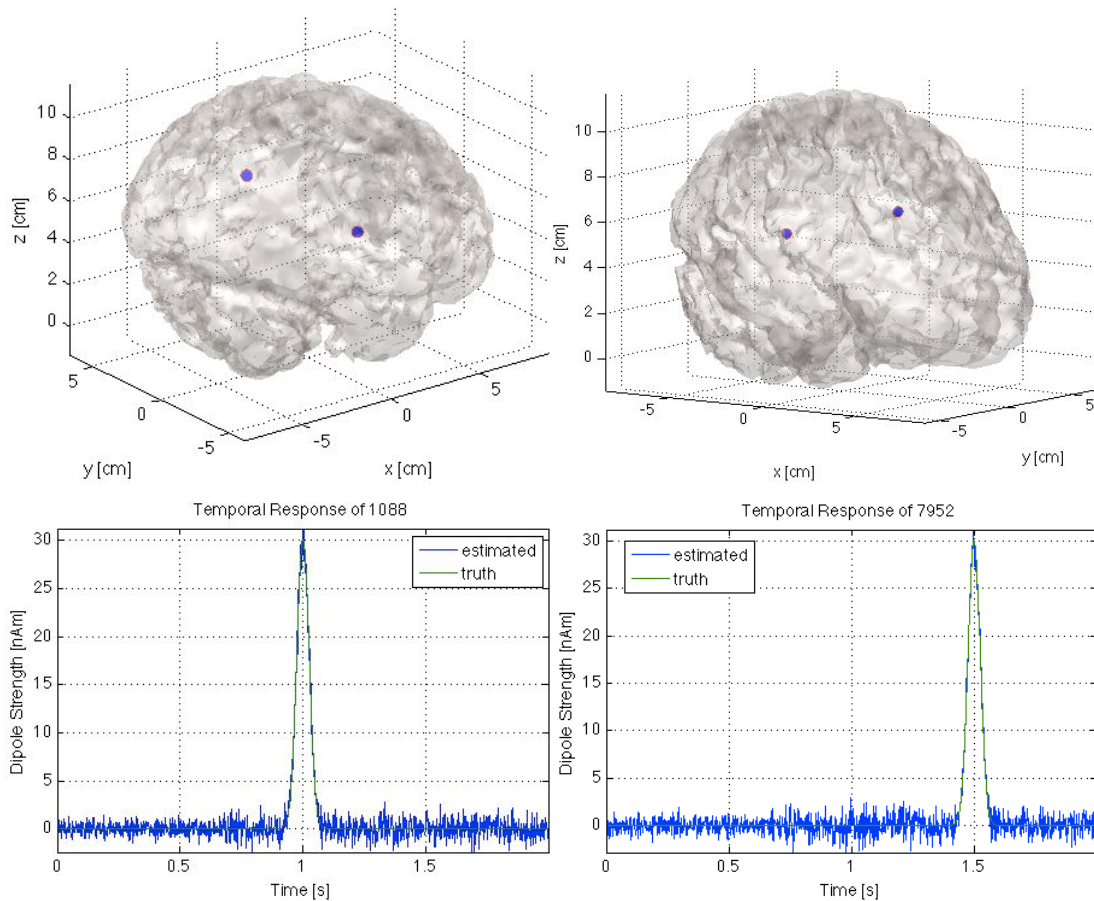 10
8
6
4
2
0
z [cm]
5
0
-5
y [cm]
-5
0
5
x [cm]
10
8
6
4
2
0
z [cm]
-5
0
5
x [cm]
-5
0
5
y [cm]
Temporal Response of 1088
30
25
20
15
10
5
0
Dipole Strength [nAm]
estimated
truth
0
0.5
1
1.5
Time [s]
Temporal Response of 7952
30
25
20
15
10
5
0
Dipole Strength [nAm]
estimated
truth
0
0.5
1
1.5
Time [s]